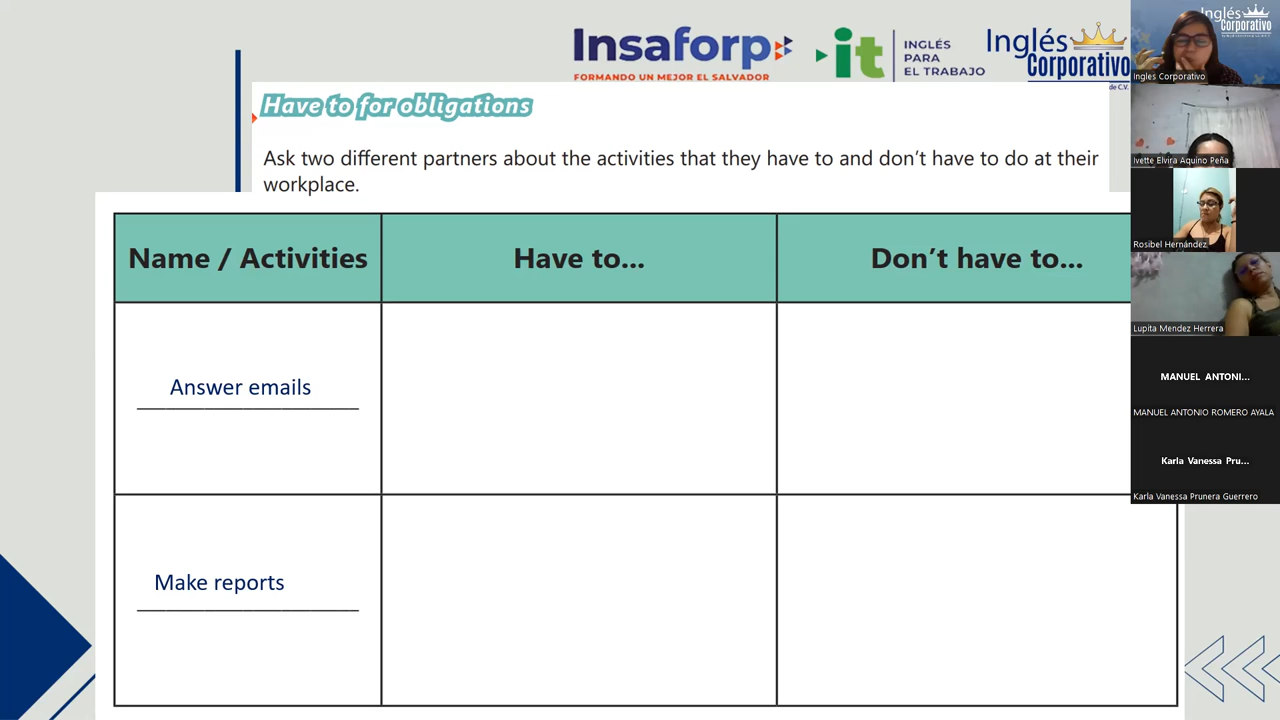 Insaforp
FORMANDO UN MEJOR EL SALVADOR
it
INGLÉS
PARA
EL TRABAJO
Inglés
Corporativo
de C.V.
Have to for obligations
Ask two different partners about the activities that they have to and don’t have to do at their
workplace.
Name / Activities
Have to...
Don’t have to...
Answer emails
Make reports
Inglés
Corporativo
Ingles Corporativo
Ivette Elvira Aquino Peña
Rosibel Hernández
Lupita Mendez Herrera
MANUEL ANTONI...
MANUEL ANTONIO ROMERO AYALA
Karla Vanessa Pru...
Karla Vanessa Prunera Guerrero